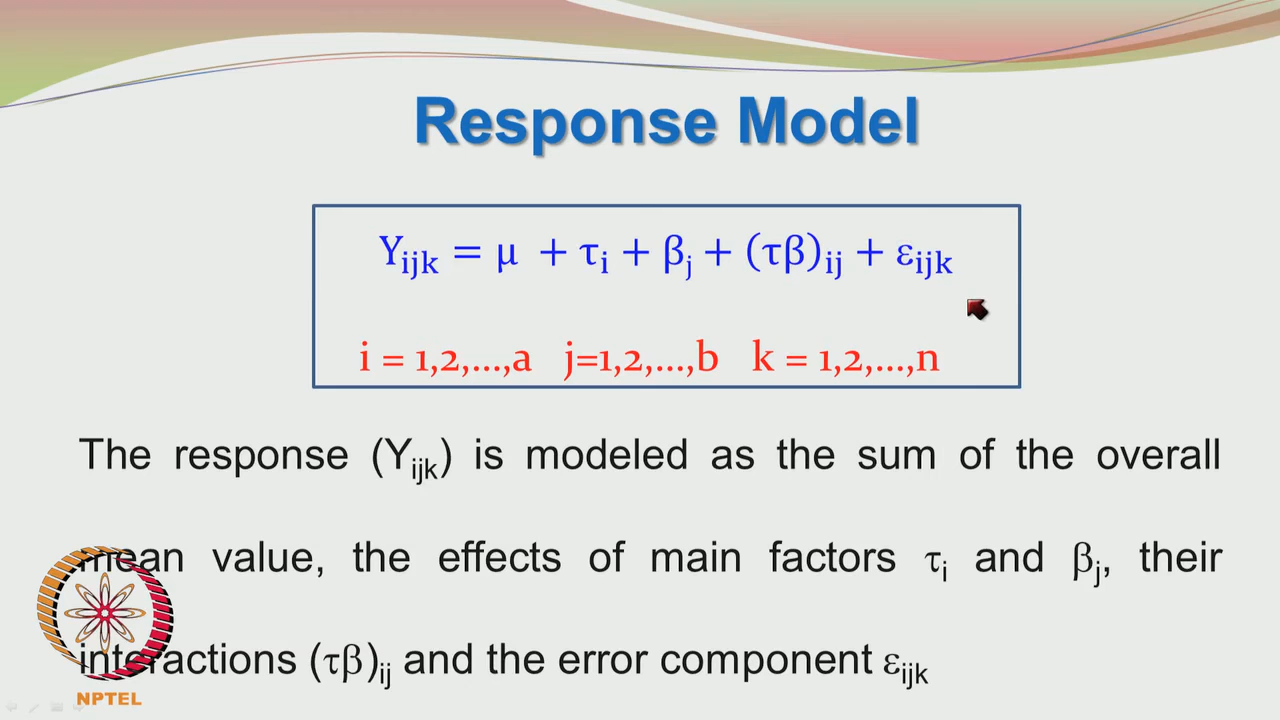 Response Model
Yᵢⱼₖ = μ + τᵢ + βⱼ + (τβ)ᵢⱼ + εᵢⱼₖ
i = 1,2,...,a j=1,2,...,b k = 1,2,...,n
The response (Yᵢⱼₖ) is modeled as the sum of the overall
mean value, the effects of main factors τᵢ and βⱼ, their
interactions (τβ)ᵢⱼ and the error component εᵢⱼₖ
NPTEL